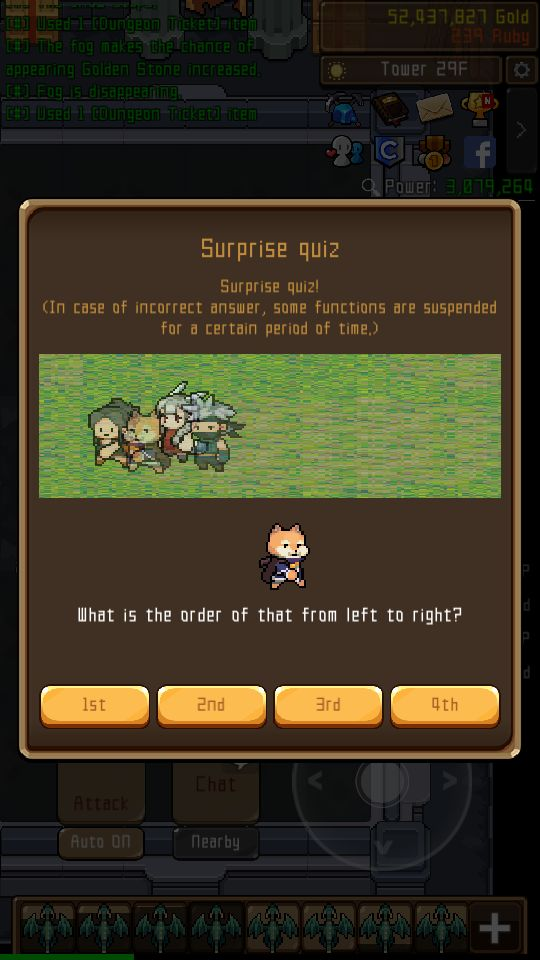 [#] Used 1 [Dungeon Ticket] item
[#] The fog makes the chance of
appearing Golden Stone increased.
[#] Fog is disappearing.
[#] Used 1 [Dungeon Ticket] item
52,437,827 Gold
239 Ruby
Tower 29F
N
C
f
Power: 3,079,264
Surprise quiz
Surprise quiz!
(In case of incorrect answer, some functions are suspended
for a certain period of time.)
What is the order of that from left to right?
1st
2nd
3rd
4th
Attack
Chat
Auto ON
Nearby